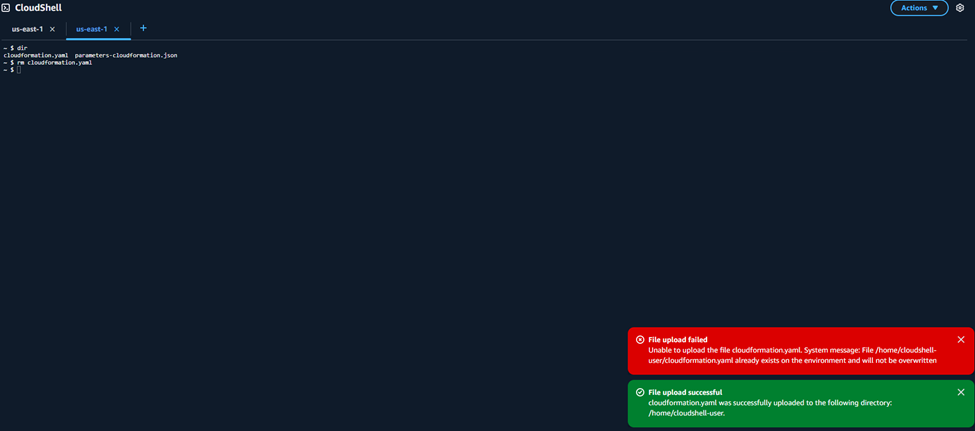 CloudShell
Actions
us-east-1
us-east-1
~ $ dir
cloudformation.yaml  parameters-cloudformation.json
~ $ rm cloudformation.yaml
~ $
File upload failed
Unable to upload the file cloudformation.yaml. System message: File /home/cloudshell-
user/cloudformation.yaml already exists on the environment and will not be overwritten
File upload successful
cloudformation.yaml was successfully uploaded to the following directory:
/home/cloudshell-user.